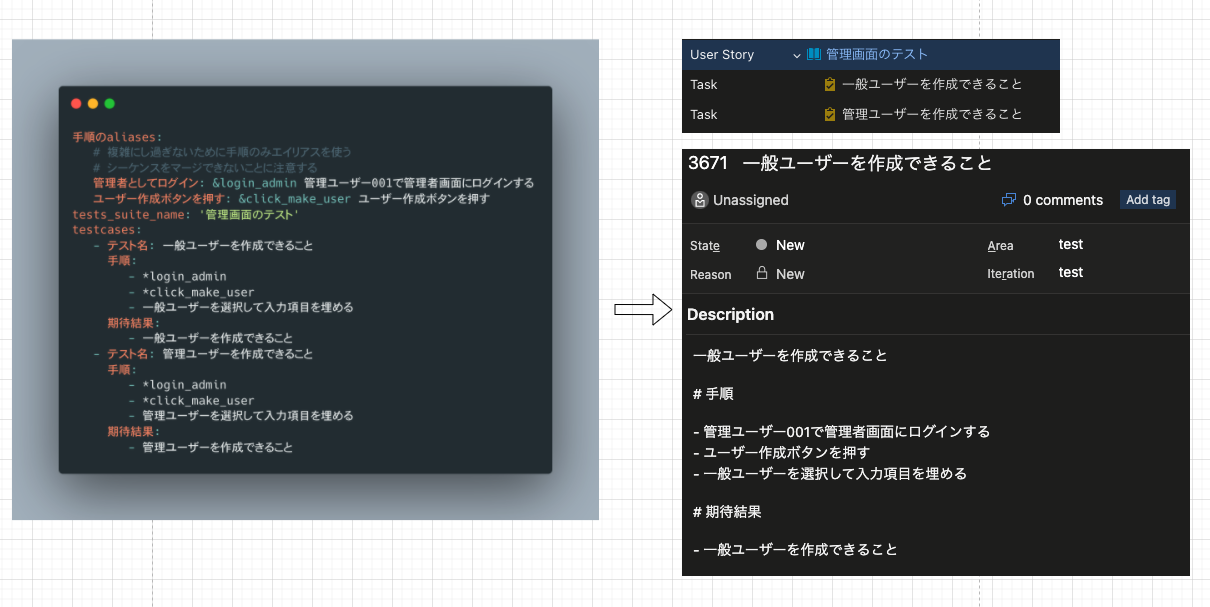 手順のaliases:
# 複雑にし過ぎないために手順のみエイリアスを使う
# シーケンスをマージできないことに注意する
管理者としてログイン: &login_admin 管理ユーザー001で管理者画面にログインする
ユーザー作成ボタンを押す: &click_make_user ユーザー作成ボタンを押す
tests_suite_name: '管理画面のテスト'
testcases:
- テスト名: 一般ユーザーを作成できること
手順:
- *login_admin
- *click_make_user
- 一般ユーザーを選択して入力項目を埋める
期待結果:
- 一般ユーザーを作成できること
- テスト名: 管理ユーザーを作成できること
手順:
- *login_admin
- *click_make_user
- 管理ユーザーを選択して入力項目を埋める
期待結果:
- 管理ユーザーを作成できること
User Story 管理画面のテスト
Task 一般ユーザーを作成できること
Task 管理ユーザーを作成できること
3671 一般ユーザーを作成できること
Unassigned 0 comments Add tag
State New Area test
Reason New Iteration test
Description
一般ユーザーを作成できること
# 手順
- 管理ユーザー001で管理者画面にログインする
- ユーザー作成ボタンを押す
- 一般ユーザーを選択して入力項目を埋める
# 期待結果
- 一般ユーザーを作成できること